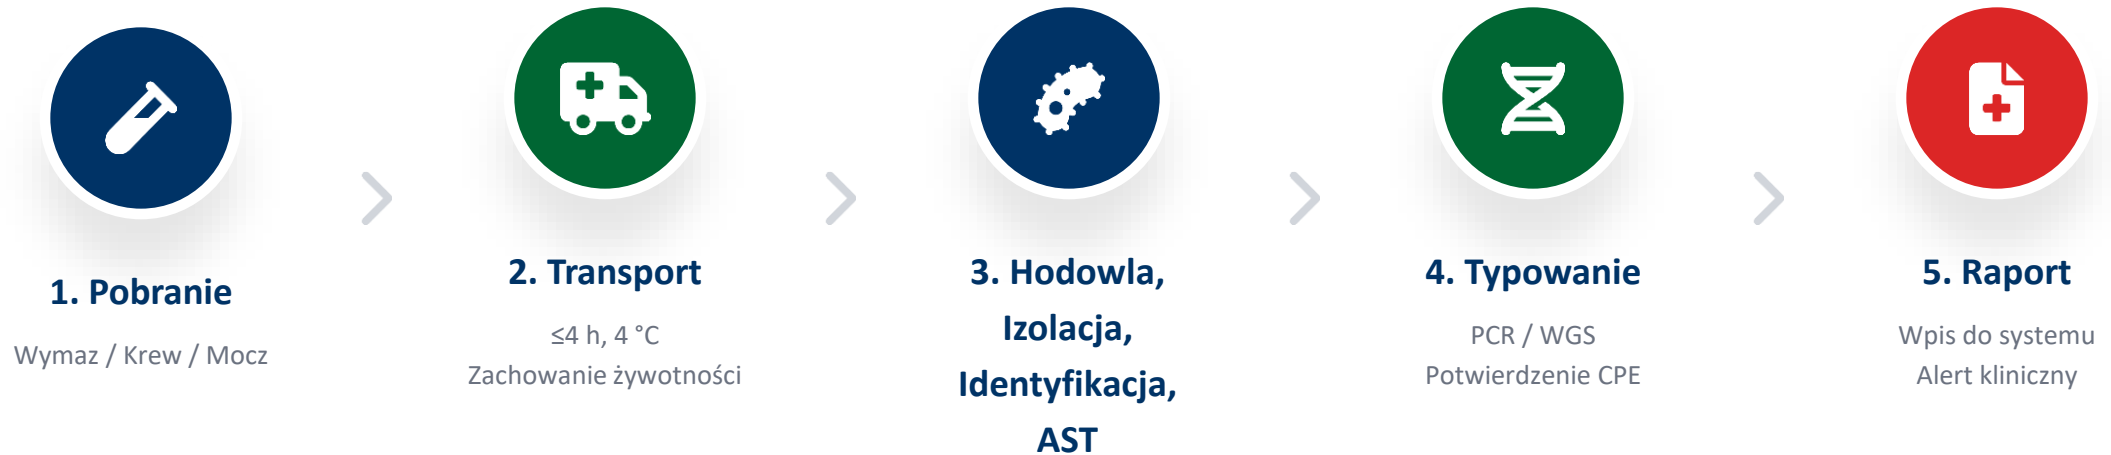 1. Pobranie
Wymaz / Krew / Mocz
2. Transport
≤4 h, 4 °C
Zachowanie żywotności
3. Hodowla,
Izolacja,
Identyfikacja,
AST
4. Typowanie
PCR / WGS
Potwierdzenie CPE
5. Raport
Wpis do systemu
Alert kliniczny